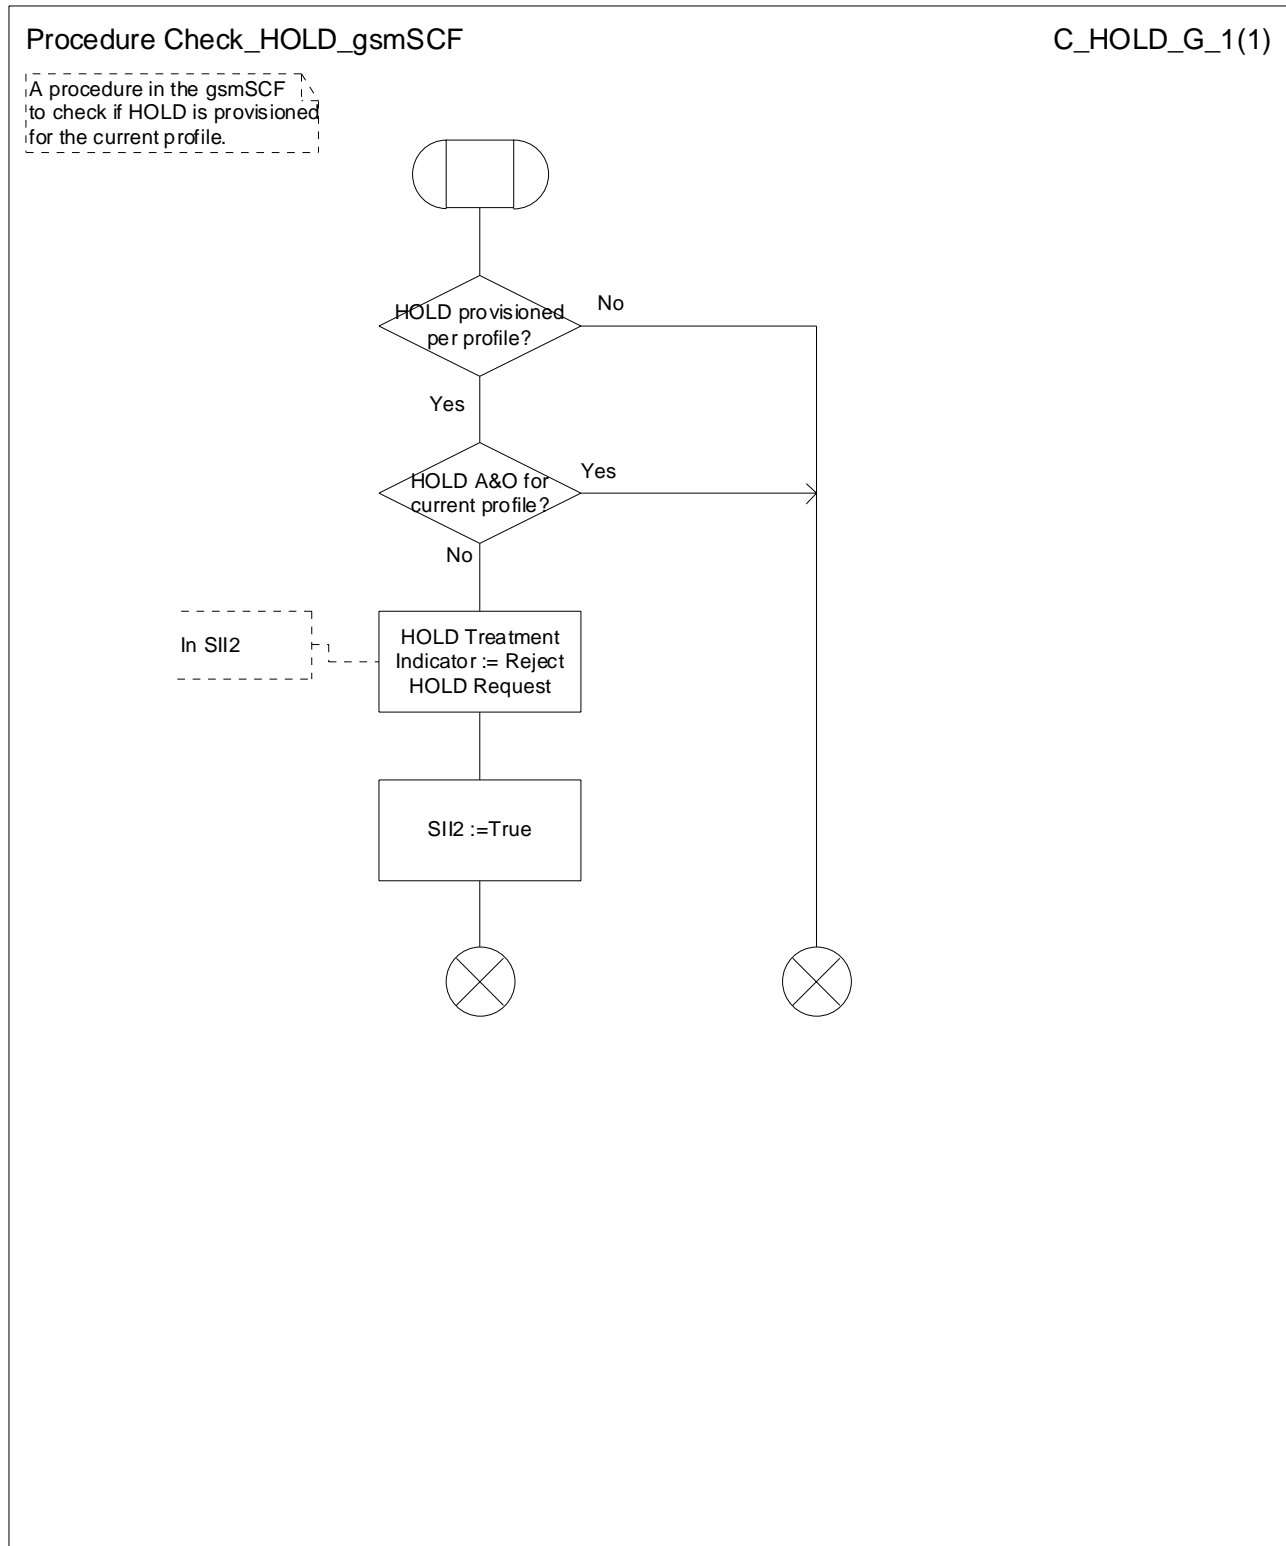 Procedure Check_HOLD_gsmSCF
C_HOLD_G_1(1)
A procedure in the gsmSCF
to check if HOLD is provisioned
for the current profile.
HOLD provisioned
per profile?
No
Yes
HOLD A&O for
current profile?
Yes
No
In SII2
HOLD Treatment
Indicator := Reject
HOLD Request
SII2 :=True